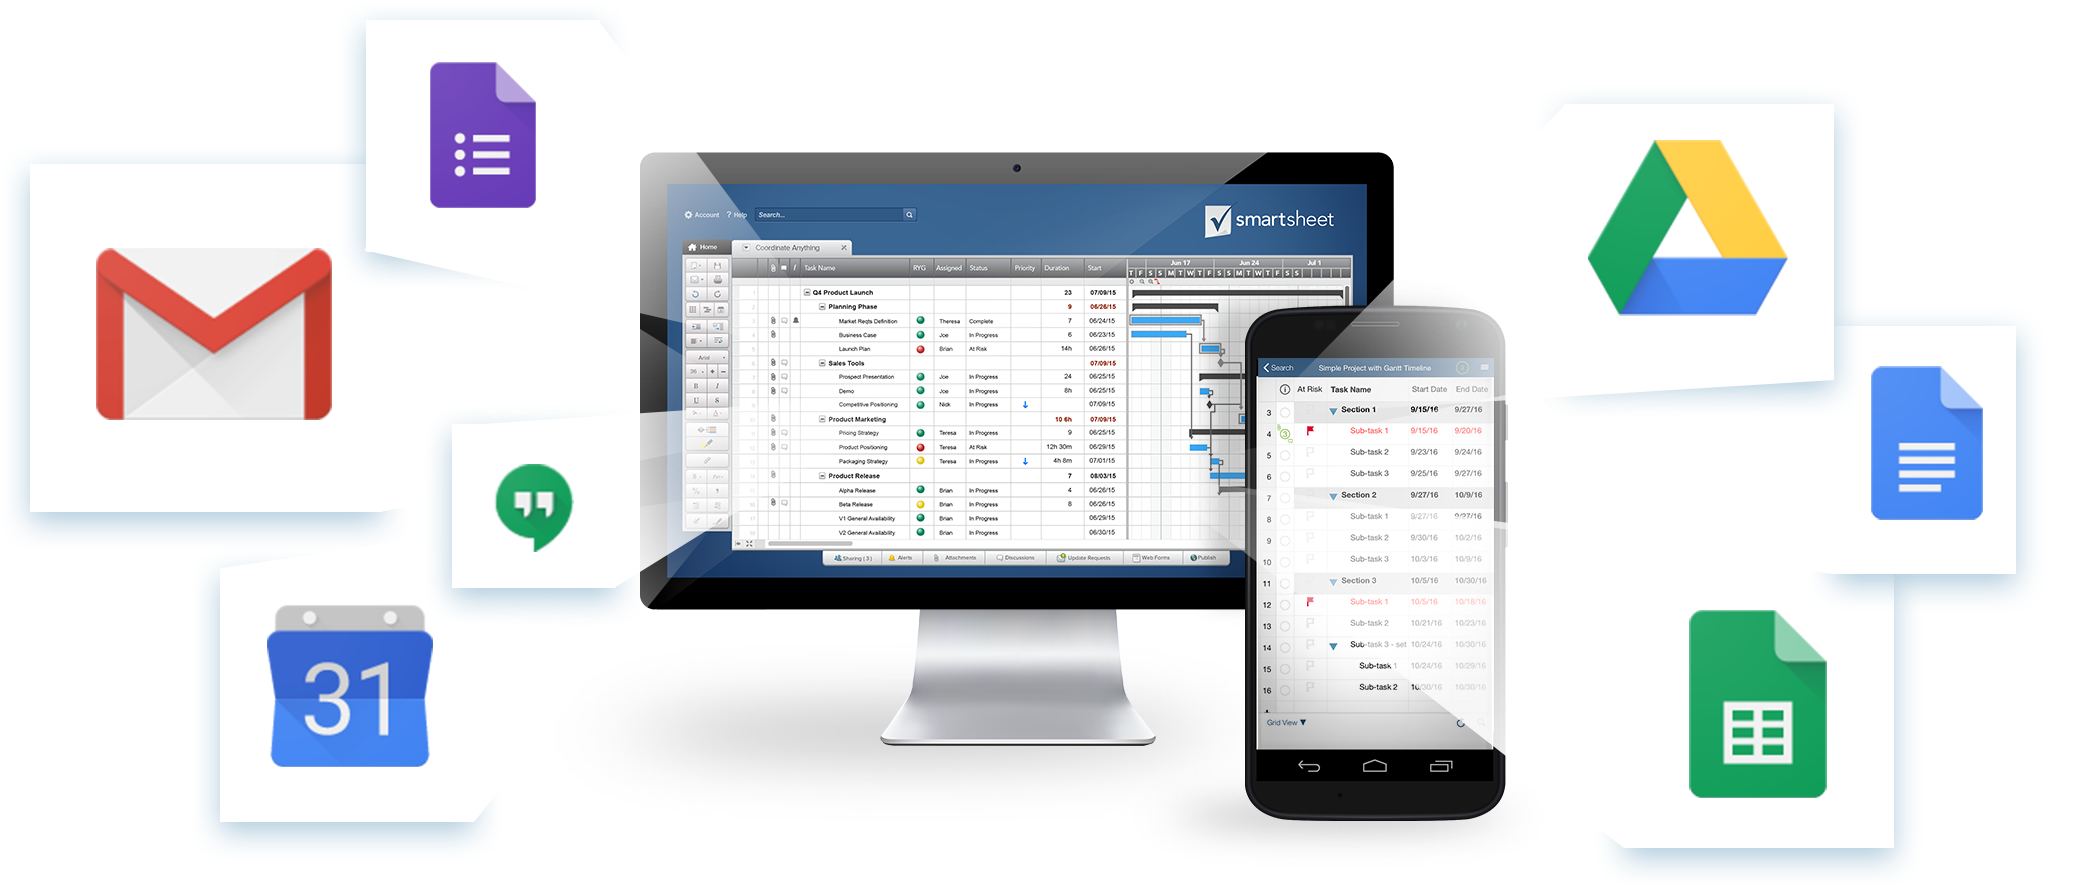 Account ? Help Search...
smartsheet
Home Coordinate Anything
Task Name RYG Assigned Status Priority Duration Start Jun 17 Jun 24 Jul 1
T F S S M T W T F S S M T W T F S S
Q4 Product Launch 23 07/09/15
Planning Phase 9 06/26/15
Market Reqts Definition Theresa Complete 7 06/24/15
Business Case Joe In Progress 6 06/23/15
Launch Plan Brian At Risk 14h 06/26/15
Sales Tools 07/09/15
Prospect Presentation Joe In Progress 24 06/25/15
Demo Joe In Progress 8h 06/25/15
Competitive Positioning Nick In Progress 07/09/15
Product Marketing 10 6h 07/09/15
Pricing Strategy Teresa In Progress 9 06/25/15
Product Positioning Teresa At Risk 12h 30m 06/29/15
Packaging Strategy Teresa In Progress 4h 8m 07/01/15
Product Release 7 08/03/15
Alpha Release Brian In Progress 4 06/26/15
Beta Release Brian In Progress 8 06/26/15
V1 General Availability Brian In Progress 06/29/15
V2 General Availability Brian In Progress 06/30/15
Arial
B I
U S
Sharing (3) Alerts Attachments Discussions Update Requests Web Forms Publish
Search Simple Project with Gantt Timeline
At Risk Task Name Start Date End Date
3 Section 1 9/15/16 9/27/16
4 3 Sub-task 1 9/15/16 9/20/16
5 Sub-task 2 9/23/16 9/24/16
6 Sub-task 3 9/25/16 9/27/16
7 Section 2 9/27/16 10/9/16
8 Sub-task 1 9/27/16 9/27/16
9 Sub-task 2 9/30/16 10/2/16
10 Sub-task 3 10/3/16 10/9/16
11 Section 3 10/5/16 10/30/16
12 Sub-task 1 10/5/16 10/18/16
13 Sub-task 2 10/21/16 10/23/16
14 Sub-task 3 - set 10/24/16 10/30/16
15 Sub-task 1 10/24/16 10/29/16
16 Sub-task 2 10/30/16 10/30/16
Grid View
31